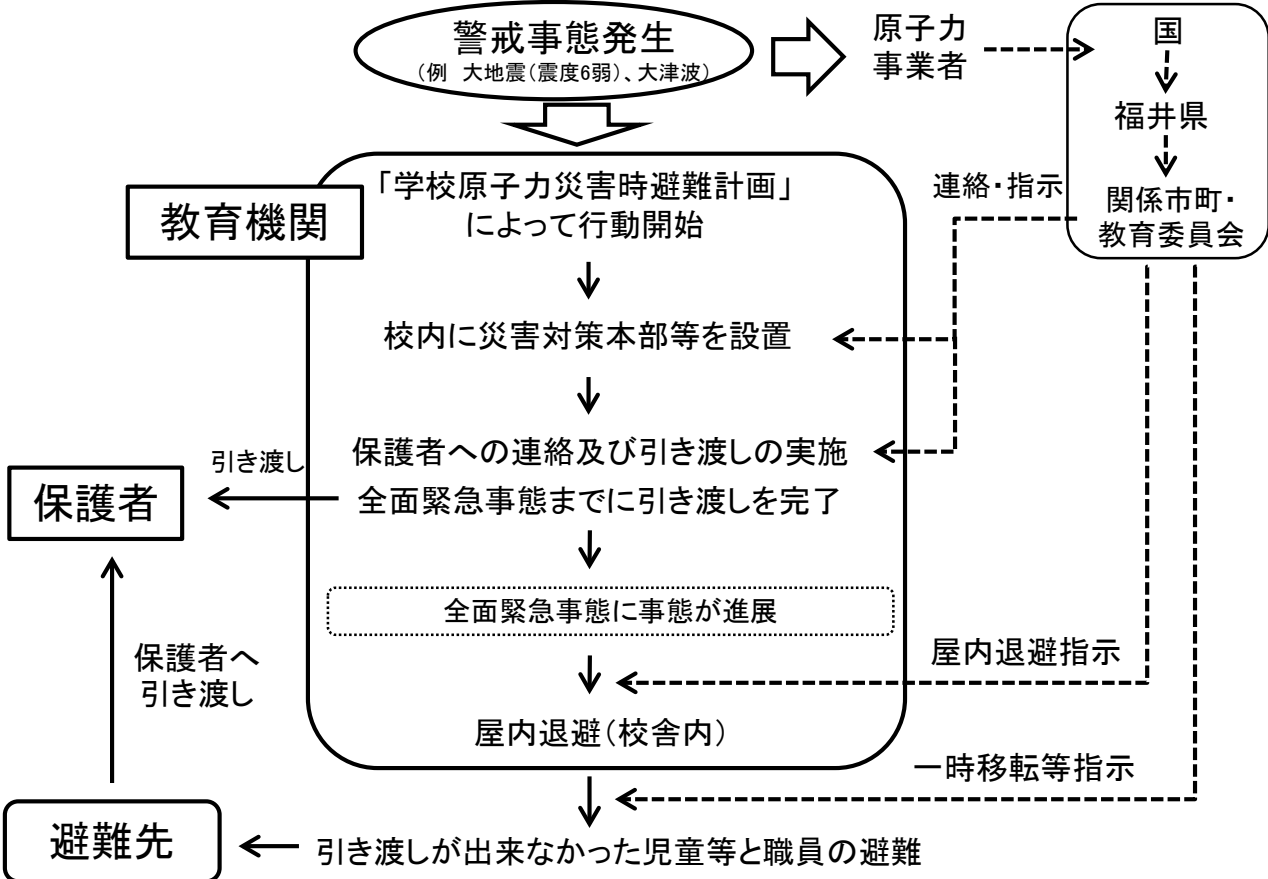 警戒事態発生
(例 大地震(震度6弱)、大津波)
原子力
事業者
国
福井県
関係市町・
教育委員会
連絡・指示
教育機関
「学校原子力災害時避難計画」
によって行動開始
校内に災害対策本部等を設置
保護者への連絡及び引き渡しの実施
全面緊急事態までに引き渡しを完了
引き渡し
保護者
全面緊急事態に事態が進展
屋内退避指示
屋内退避(校舎内)
一時移転等指示
引き渡しが出来なかった児童等と職員の避難
避難先
保護者へ
引き渡し